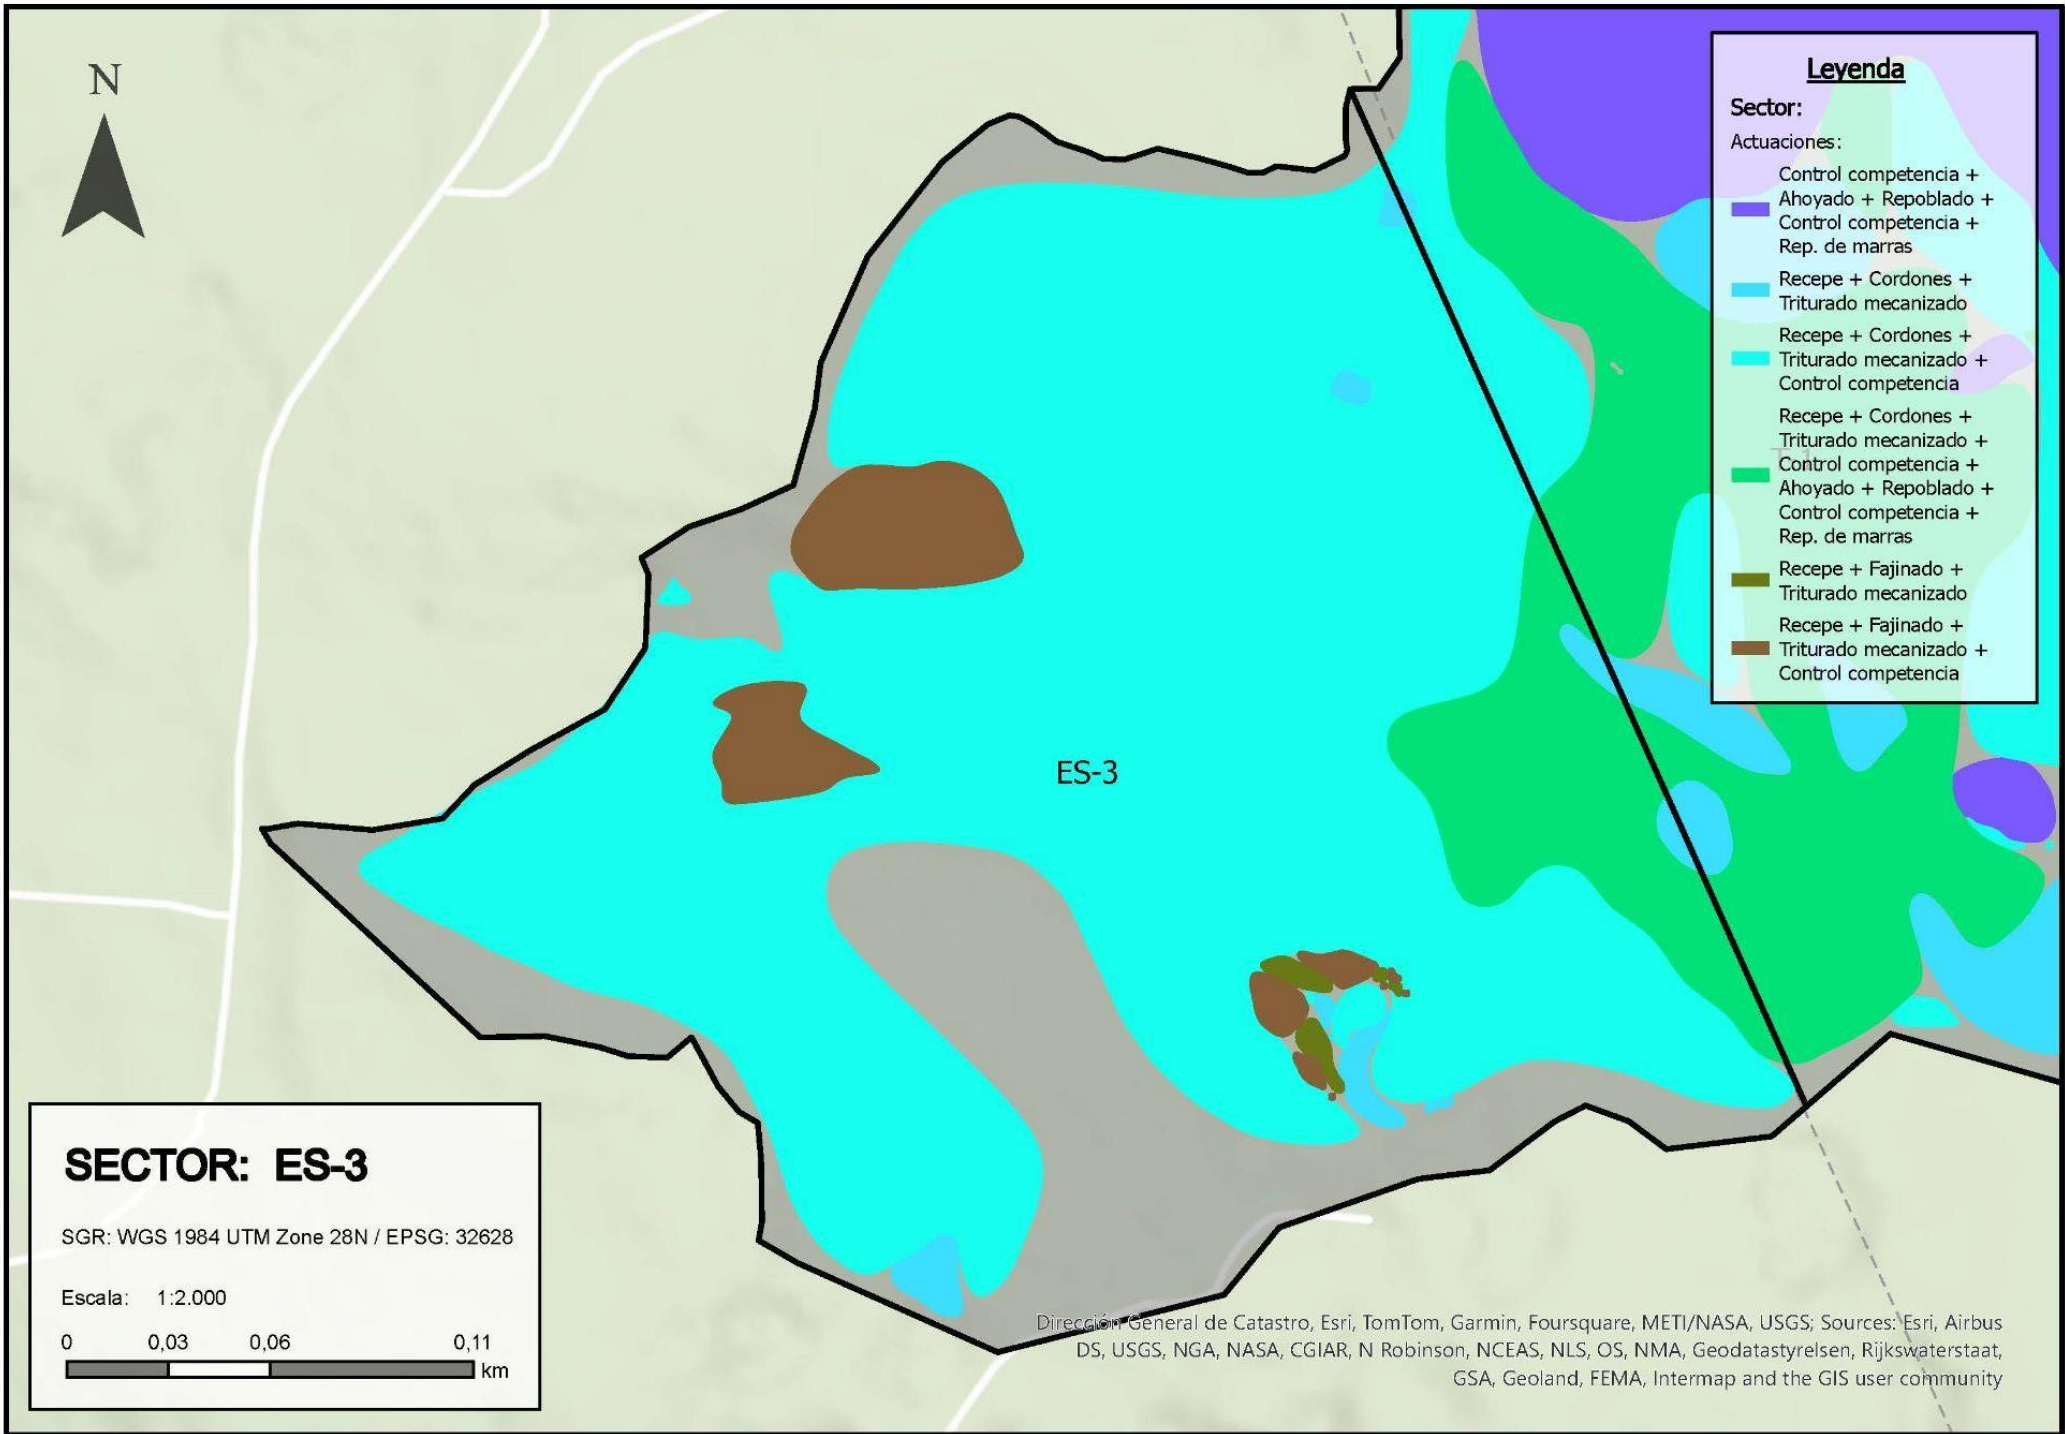 N
Leyenda
Sector:
Actuaciones:
Control competencia +
Ahoyado + Repoblado +
Control competencia +
Rep. de marras
Recepe + Cordones +
Triturado mecanizado
Recepe + Cordones +
Triturado mecanizado +
Control competencia
Recepe + Cordones +
Triturado mecanizado +
Control competencia +
Ahoyado + Repoblado +
Control competencia +
Rep. de marras
Recepe + Fajinado +
Triturado mecanizado
Recepe + Fajinado +
Triturado mecanizado +
Control competencia
ES-3
SECTOR: ES-3
SGR: WGS 1984 UTM Zone 28N / EPSG: 32628
Escala: 1:2.000
0 0,03 0,06 0,11
km
Dirección General de Catastro, Esri, TomTom, Garmin, Foursquare, METI/NASA, USGS; Sources: Esri, Airbus
DS, USGS, NGA, NASA, CGIAR, N Robinson, NCEAS, NLS, OS, NMA, Geodatastyrelsen, Rijkswaterstaat,
GSA, Geoland, FEMA, Intermap and the GIS user community